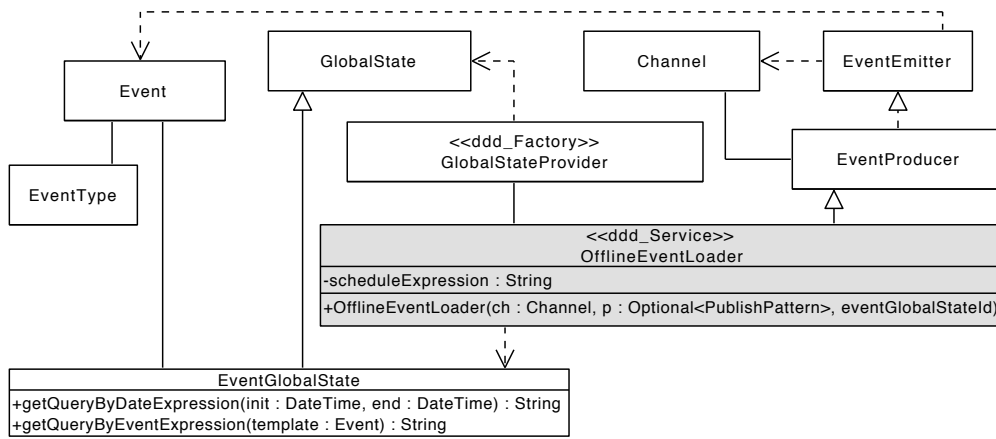 GlobalState
Channel
EventEmitter
Event
<<ddd_Factory>>
GlobalStateProvider
EventProducer
EventType
<<ddd_Service>>
OfflineEventLoader
-scheduleExpression : String
+OfflineEventLoader(ch : Channel, p : Optional<PublishPattern>, eventGlobalStateId)
EventGlobalState
+getQueryByDateExpression(init : DateTime, end : DateTime) : String
+getQueryByEventExpression(template : Event) : String